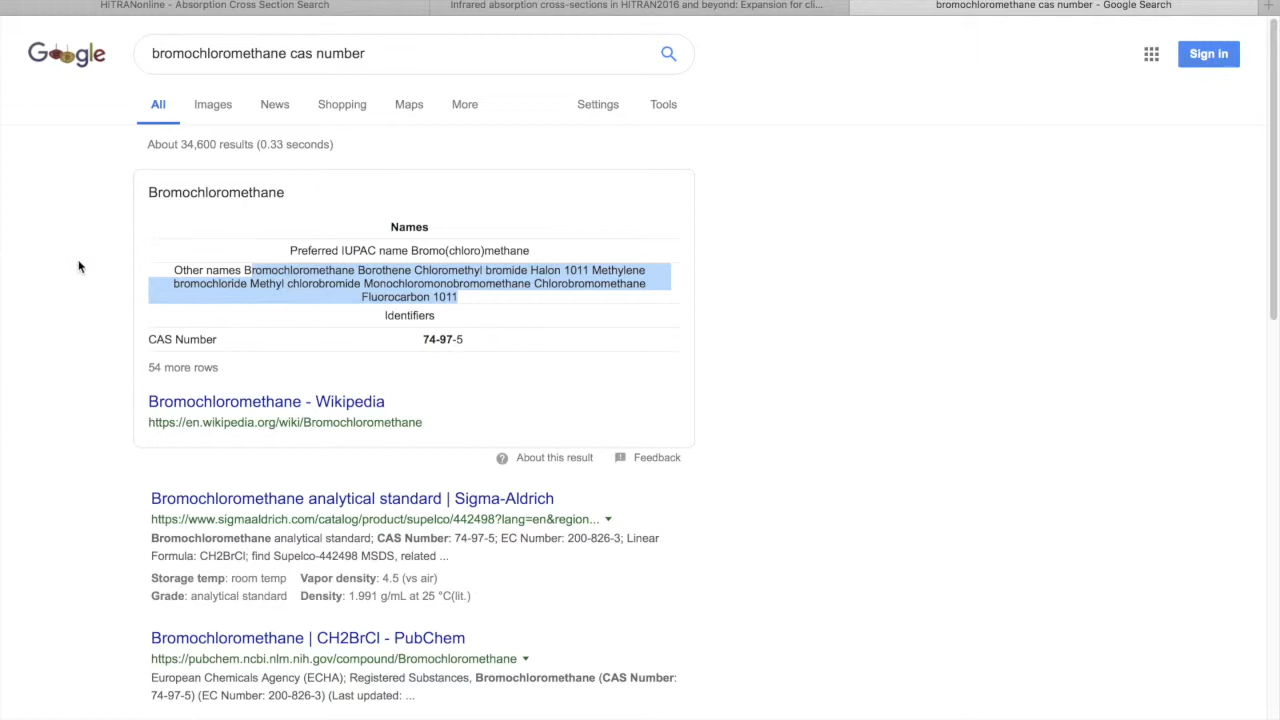 HITRANonline - Absorption Cross Section Search
Infrared absorption cross-sections in HITRAN2016 and beyond: Expansion for cli...
bromochloromethane cas number - Google Search
Google
bromochloromethane cas number
Sign in
All Images News Shopping Maps More Settings Tools
About 34,600 results (0.33 seconds)
Bromochloromethane
Names
Preferred IUPAC name Bromo(chloro)methane
Other names Bromochloromethane Borothene Chloromethyl bromide Halon 1011 Methylene
bromochloride Methyl chlorobromide Monochloromonobromomethane Chlorobromomethane
Fluorocarbon 1011
Identifiers
CAS Number 74-97-5
54 more rows
Bromochloromethane - Wikipedia
https://en.wikipedia.org/wiki/Bromochloromethane
About this result Feedback
Bromochloromethane analytical standard | Sigma-Aldrich
https://www.sigmaaldrich.com/catalog/product/supelco/442498?lang=en&region...
Bromochloromethane analytical standard; CAS Number: 74-97-5; EC Number: 200-826-3; Linear
Formula: CH2BrCl; find Supelco-442498 MSDS, related ...
Storage temp: room temp Vapor density: 4.5 (vs air)
Grade: analytical standard Density: 1.991 g/mL at 25 °C(lit.)
Bromochloromethane | CH2BrCl - PubChem
https://pubchem.ncbi.nlm.nih.gov/compound/Bromochloromethane
European Chemicals Agency (ECHA); Registered Substances, Bromochloromethane (CAS Number:
74-97-5) (EC Number: 200-826-3) (Last updated: ...